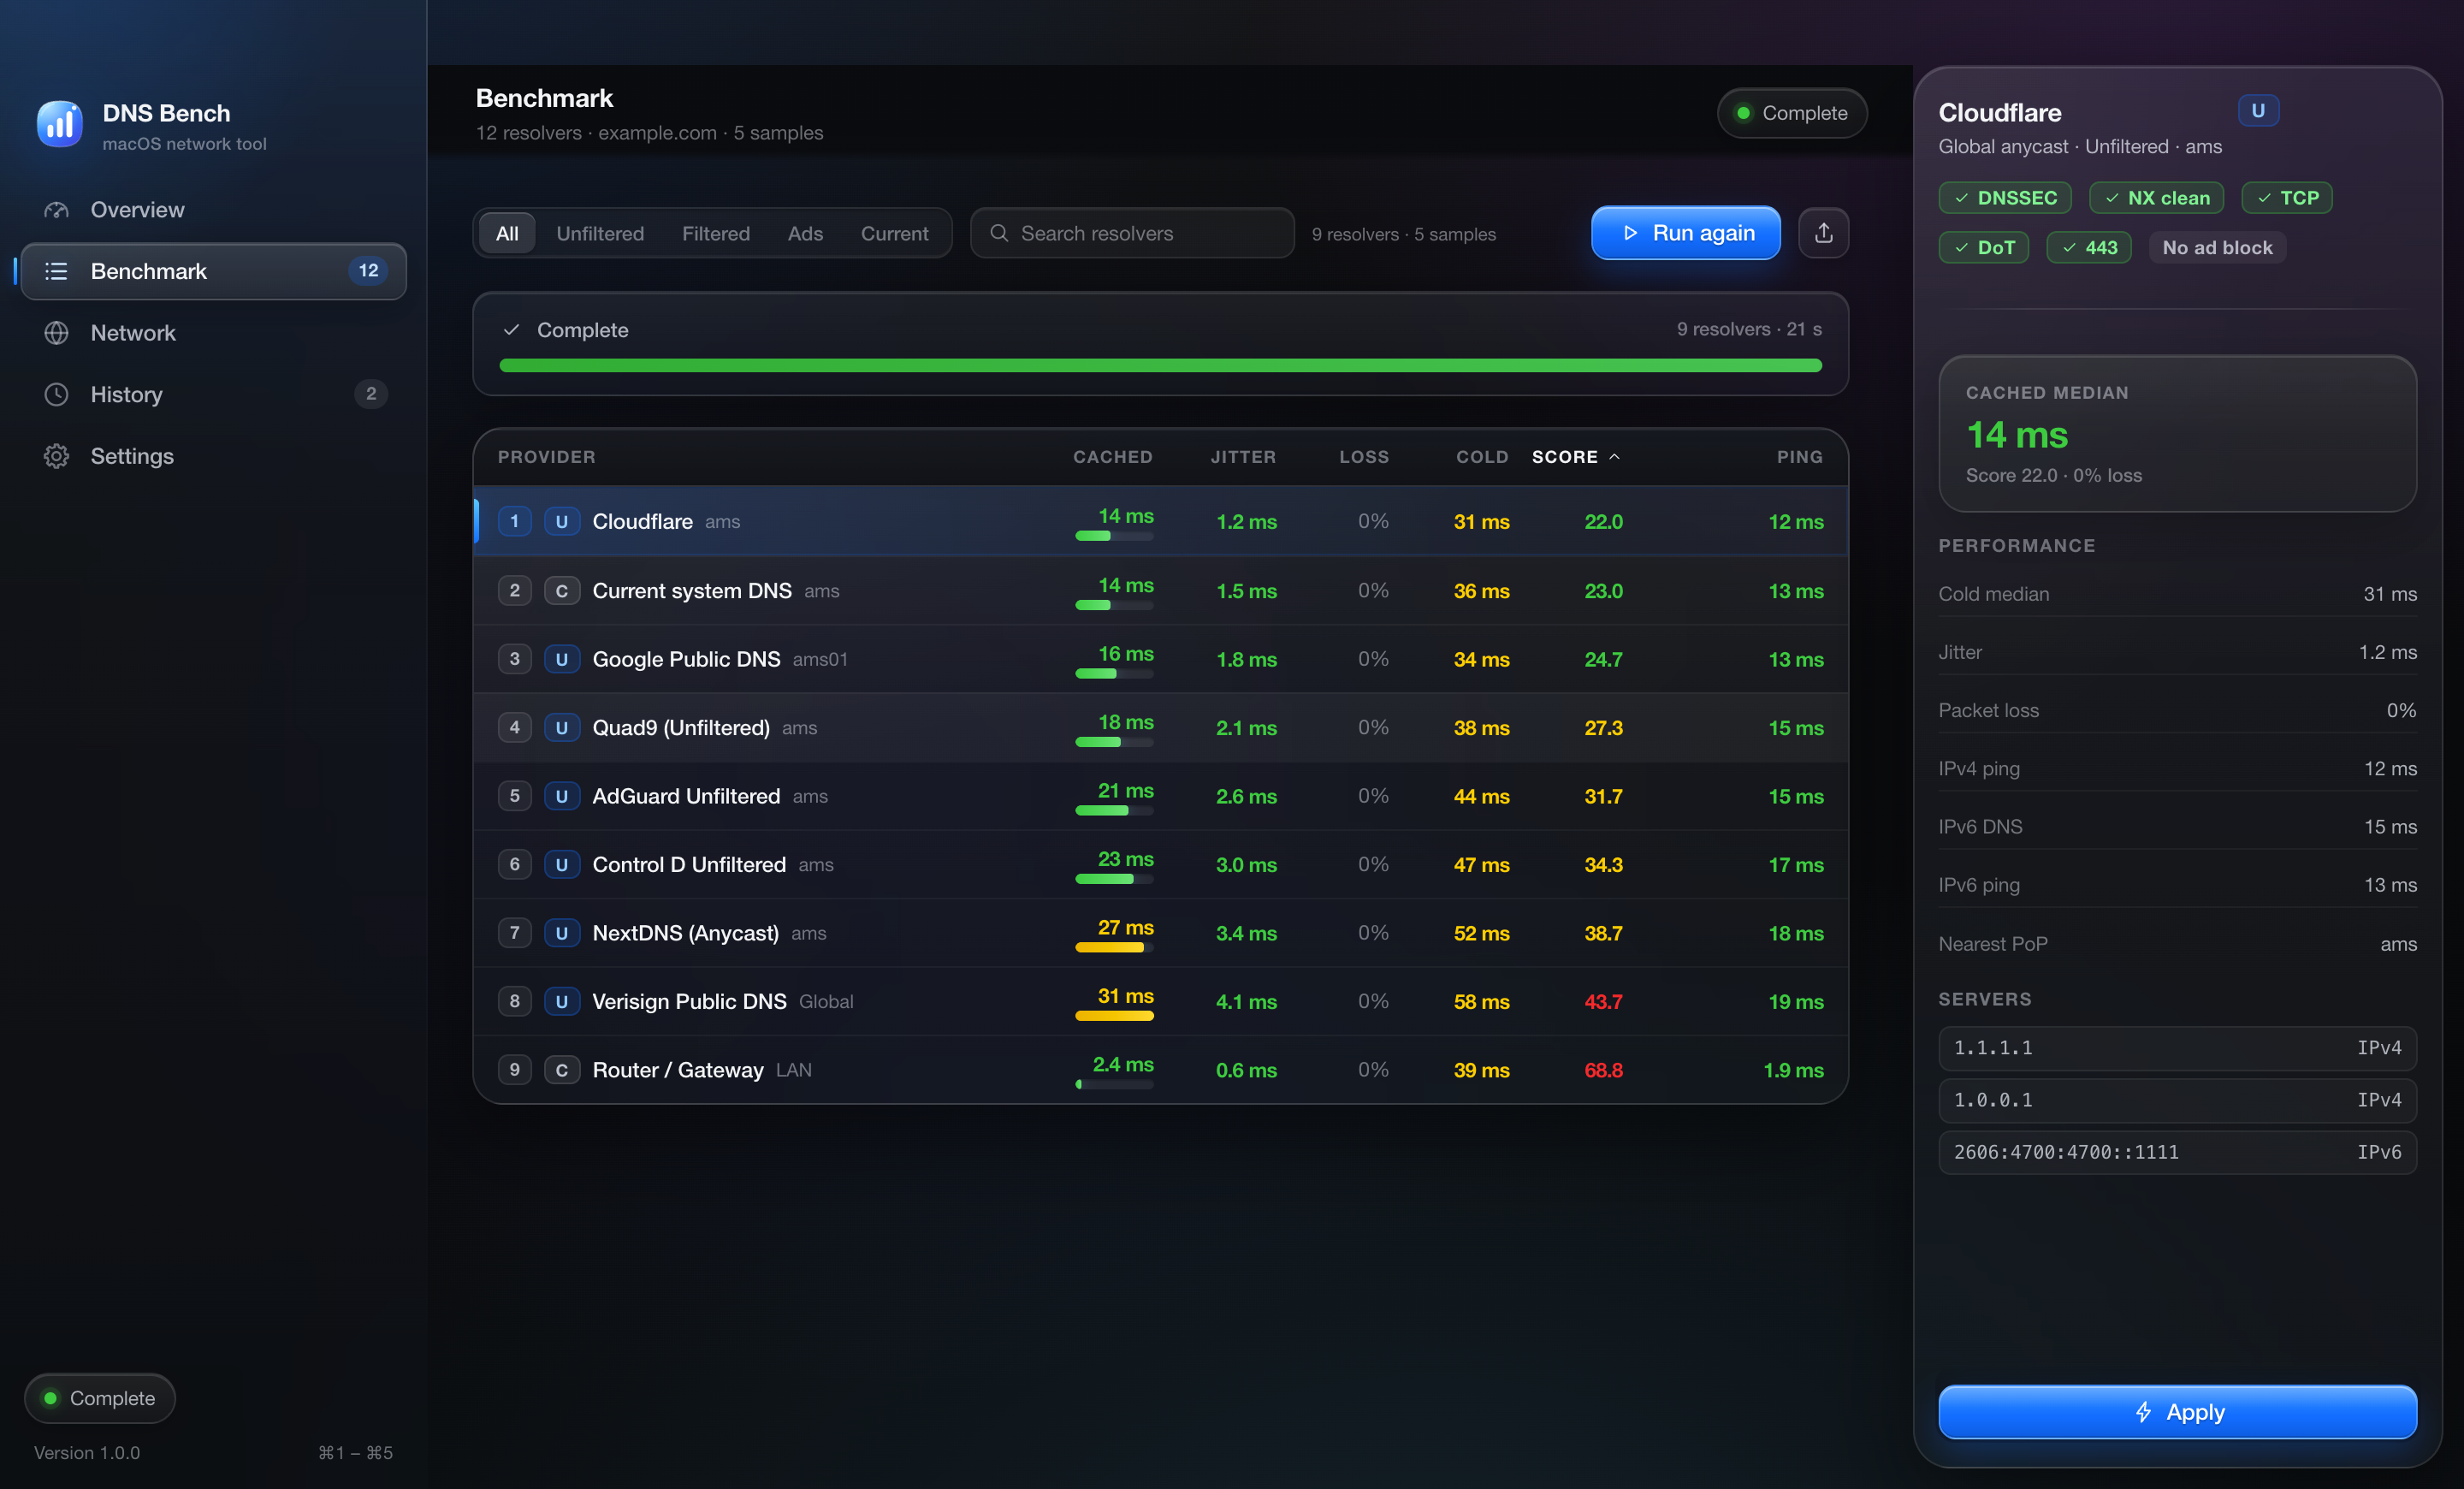 DNS Bench
macOS network tool
Overview
Benchmark 12
Network
History 2
Settings
Complete
Version 1.0.0 ⌘1 – ⌘5
Benchmark
12 resolvers · example.com · 5 samples
Complete
All Unfiltered Filtered Ads Current
Search resolvers
9 resolvers · 5 samples
Run again
Complete 9 resolvers · 21 s
PROVIDER CACHED JITTER LOSS COLD SCORE PING
1 U Cloudflare ams 14 ms 1.2 ms 0% 31 ms 22.0 12 ms
2 C Current system DNS ams 14 ms 1.5 ms 0% 36 ms 23.0 13 ms
3 U Google Public DNS ams01 16 ms 1.8 ms 0% 34 ms 24.7 13 ms
4 U Quad9 (Unfiltered) ams 18 ms 2.1 ms 0% 38 ms 27.3 15 ms
5 U AdGuard Unfiltered ams 21 ms 2.6 ms 0% 44 ms 31.7 15 ms
6 U Control D Unfiltered ams 23 ms 3.0 ms 0% 47 ms 34.3 17 ms
7 U NextDNS (Anycast) ams 27 ms 3.4 ms 0% 52 ms 38.7 18 ms
8 U Verisign Public DNS Global 31 ms 4.1 ms 0% 58 ms 43.7 19 ms
9 C Router / Gateway LAN 2.4 ms 0.6 ms 0% 39 ms 68.8 1.9 ms
Cloudflare U
Global anycast · Unfiltered · ams
✓ DNSSEC ✓ NX clean ✓ TCP
✓ DoT ✓ 443 No ad block
CACHED MEDIAN
14 ms
Score 22.0 · 0% loss
PERFORMANCE
Cold median 31 ms
Jitter 1.2 ms
Packet loss 0%
IPv4 ping 12 ms
IPv6 DNS 15 ms
IPv6 ping 13 ms
Nearest PoP ams
SERVERS
1.1.1.1 IPv4
1.0.0.1 IPv4
2606:4700:4700::1111 IPv6
Apply